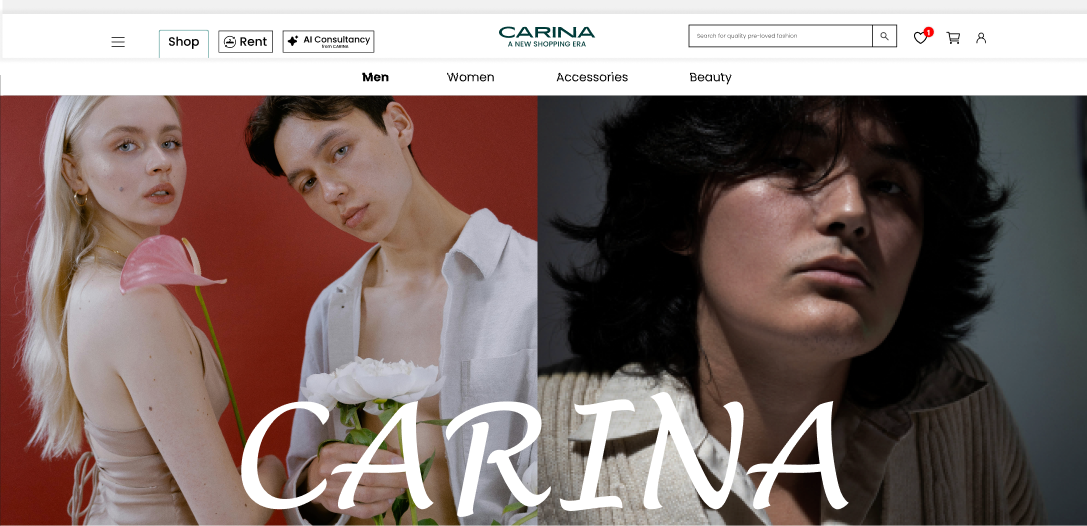 Shop
Rent
AI Consultancy
from CARINA
CARINA
A NEW SHOPPING ERA
Search for quality pre-loved fashion
1
Men
Women
Accessories
Beauty
CARINA